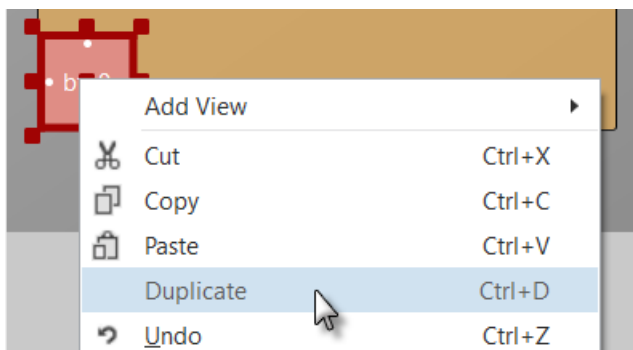 Add View
Cut Ctrl+X
Copy Ctrl+C
Paste Ctrl+V
Duplicate Ctrl+D
Undo Ctrl+Z